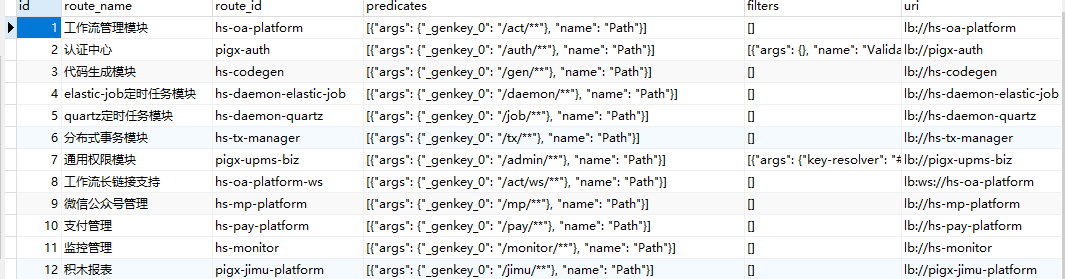 id route_name route_id predicates filters uri
1 工作流管理模块 hs-oa-platform [{"args": {"_genkey_0": "/act/**"}, "name": "Path"}] [] lb://hs-oa-platform
2 认证中心 pigx-auth [{"args": {"_genkey_0": "/auth/**"}, "name": "Path"}] [{"args": {}, "name": "Valida lb://pigx-auth
3 代码生成模块 hs-codegen [{"args": {"_genkey_0": "/gen/**"}, "name": "Path"}] [] lb://hs-codegen
4 elastic-job定时任务模块 hs-daemon-elastic-job [{"args": {"_genkey_0": "/daemon/**"}, "name": "Path"}] [] lb://hs-daemon-elastic-job
5 quartz定时任务模块 hs-daemon-quartz [{"args": {"_genkey_0": "/job/**"}, "name": "Path"}] [] lb://hs-daemon-quartz
6 分布式事务模块 hs-tx-manager [{"args": {"_genkey_0": "/tx/**"}, "name": "Path"}] [] lb://hs-tx-manager
7 通用权限模块 pigx-upms-biz [{"args": {"_genkey_0": "/admin/**"}, "name": "Path"}] [{"args": {"key-resolver": "# lb://pigx-upms-biz
8 工作流长链接支持 hs-oa-platform-ws [{"args": {"_genkey_0": "/act/ws/**"}, "name": "Path"}] [] lb:ws://hs-oa-platform
9 微信公众号管理 hs-mp-platform [{"args": {"_genkey_0": "/mp/**"}, "name": "Path"}] [] lb://hs-mp-platform
10 支付管理 hs-pay-platform [{"args": {"_genkey_0": "/pay/**"}, "name": "Path"}] [] lb://hs-pay-platform
11 监控管理 hs-monitor [{"args": {"_genkey_0": "/monitor/**"}, "name": "Path"}] [] lb://hs-monitor
12 积木报表 pigx-jimu-platform [{"args": {"_genkey_0": "/jimu/**"}, "name": "Path"}] [] lb://pigx-jimu-platform